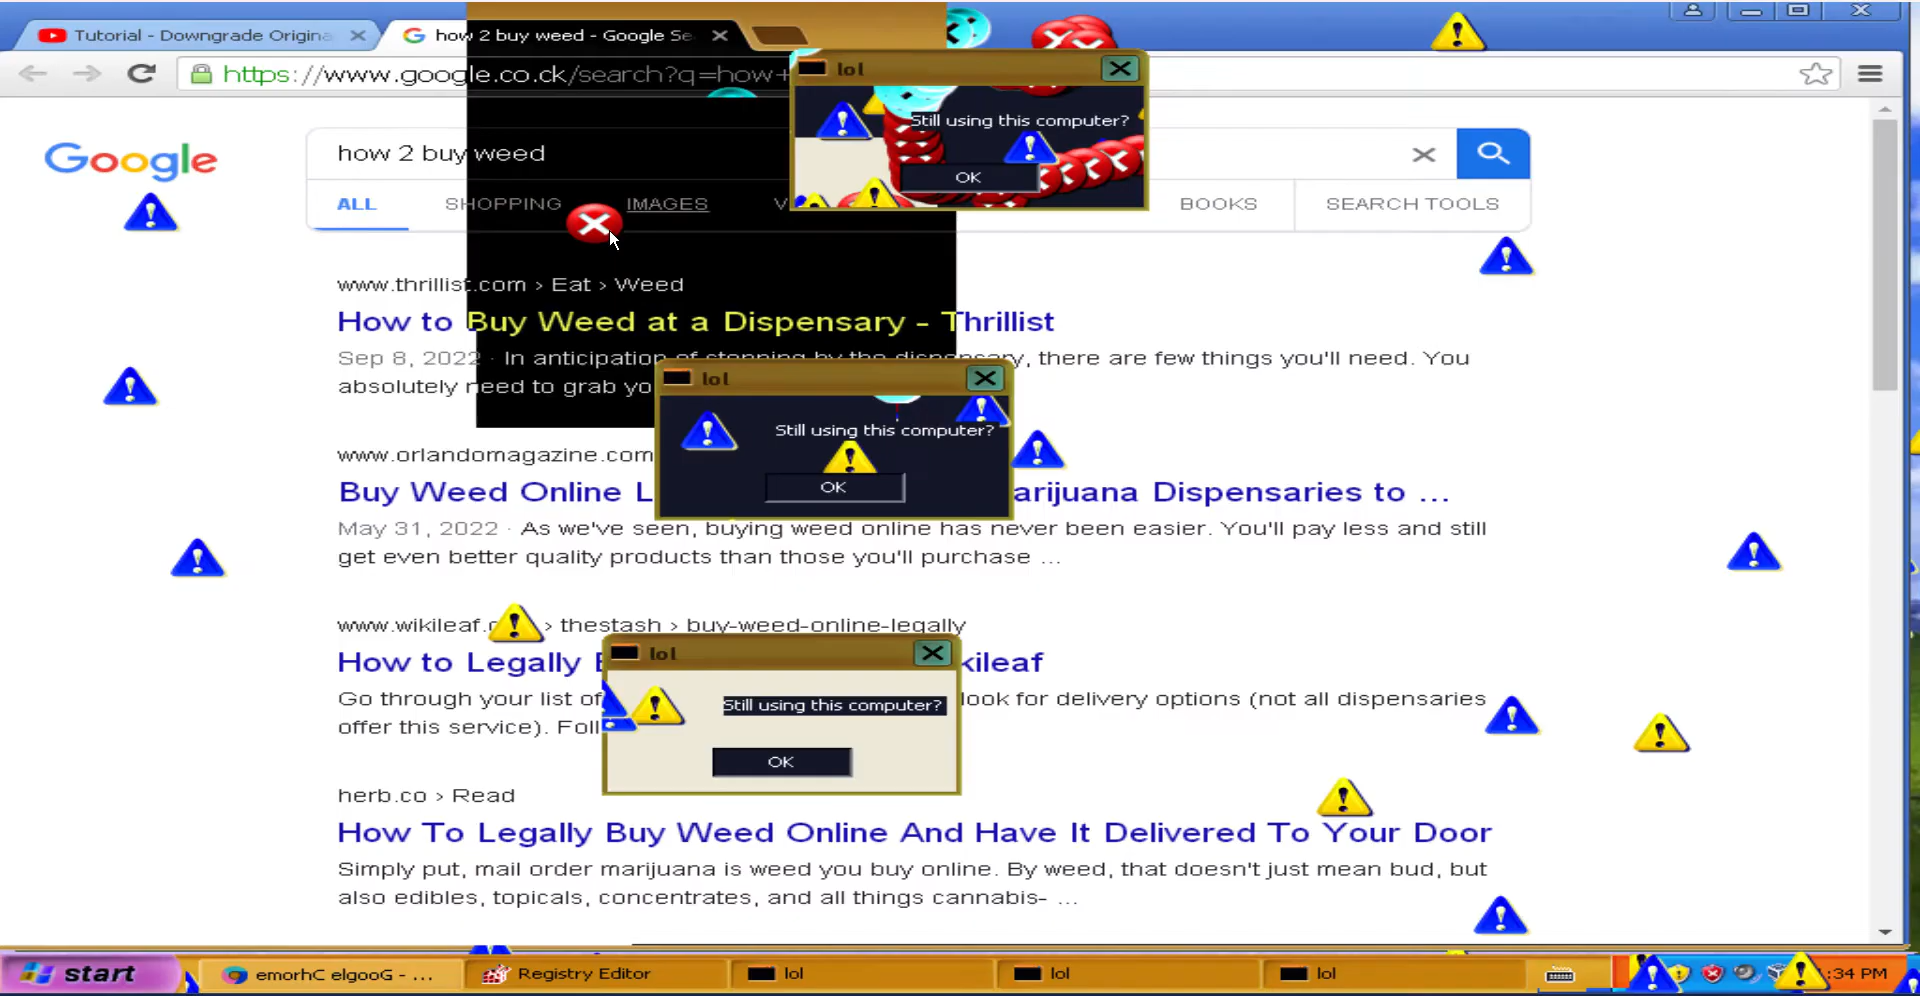 Tutorial - Downgrade Origina
how 2 buy weed - Google Se
https://www.google.co.ck/search?q=how+
lol
Still using this computer?
OK
Google
how 2 buy weed
ALL
SHOPPING
IMAGES
V
BOOKS
SEARCH TOOLS
www.thrillist.com › Eat › Weed
How to Buy Weed at a Dispensary - Thrillist
Sep 8, 2022 · In anticipation of stopping by the dispensary, there are few things you'll need. You
absolutely need to grab yo
lol
Still using this computer?
OK
www.orlandomagazine.com
Buy Weed Online L arijuana Dispensaries to ...
May 31, 2022 · As we've seen, buying weed online has never been easier. You'll pay less and still
get even better quality products than those you'll purchase ...
www.wikileaf. › thestash › buy-weed-online-legally
How to Legally kileaf
Go through your list of look for delivery options (not all dispensaries
offer this service). Foll
lol
Still using this computer?
OK
herb.co › Read
How To Legally Buy Weed Online And Have It Delivered To Your Door
Simply put, mail order marijuana is weed you buy online. By weed, that doesn't just mean bud, but
also edibles, topicals, concentrates, and all things cannabis- ...
start
emorhC elgooG - ...
Registry Editor
lol
lol
lol
:34 PM